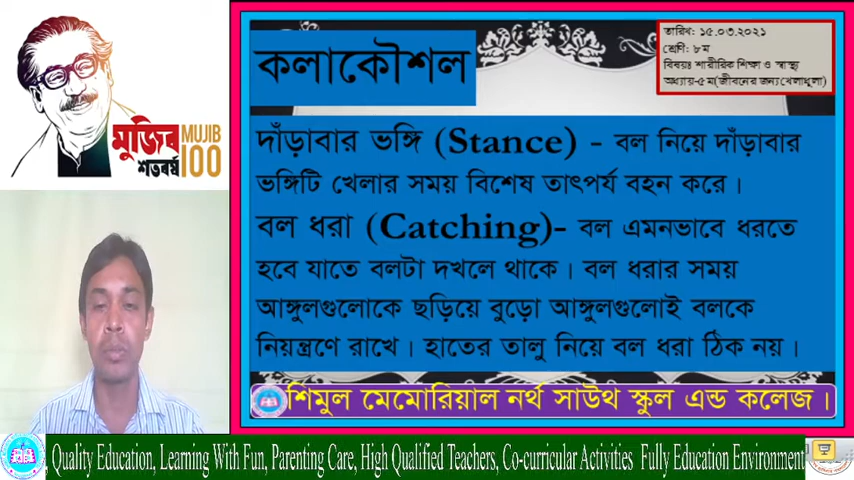 মুজিব
শতবর্ষ
MUJIB
100
কলাকৌশল
তারিখ: ১৫.০৩.২০২১
শ্রেণি: ৮ম
বিষয়ঃ শারীরিক শিক্ষা ও স্বাস্থ্য
অধ্যায়-৫ম(জীবনের জন্য খেলাধুলা)
দাঁড়াবার ভঙ্গি (Stance) - বল নিয়ে দাঁড়াবার
ভঙ্গিটি খেলার সময় বিশেষ তাৎপর্য বহন করে।
বল ধরা (Catching)- বল এমনভাবে ধরতে
হবে যাতে বলটা দখলে থাকে। বল ধরার সময়
আঙ্গুলগুলোকে ছড়িয়ে বুড়ো আঙ্গুলগুলোই বলকে
নিয়ন্ত্রণে রাখে। হাতের তালু নিয়ে বল ধরা ঠিক নয়।
শিমুল মেমোরিয়াল নর্থ সাউথ স্কুল এন্ড কলেজ।
, Quality Education, Learning With Fun, Parenting Care, High Qualified Teachers, Co-curricular Activities Fully Education Environment